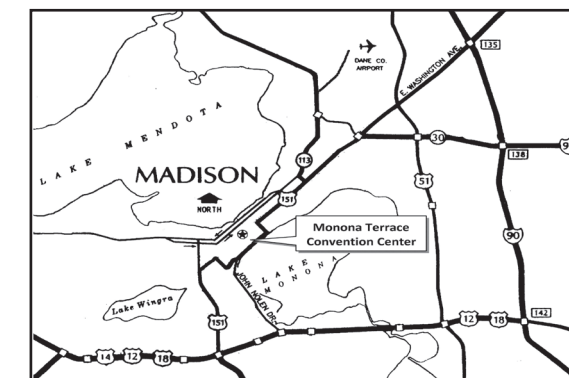 135
DANE CO.
AIRPORT
E. WASHINGTON AVE.
LAKE MENDOTA
30
9
138
113
MADISON
51
NORTH
151
Monona Terrace
Convention Center
90
LAKE
MONONA
JOHN NOLEN DR.
Lake Wingra
151
12
18
142
14
12
18